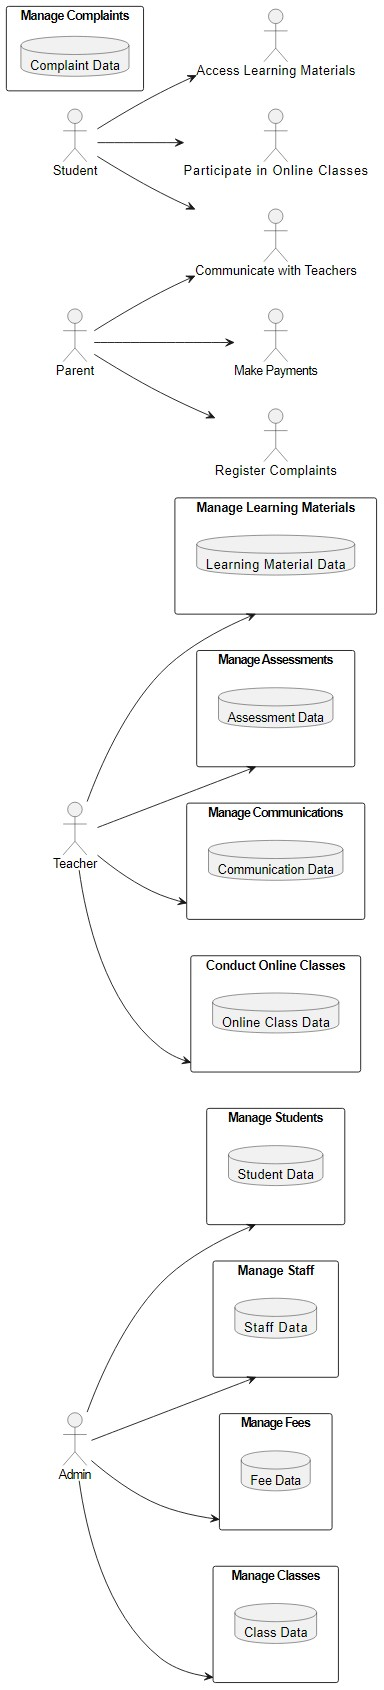 Manage Complaints
Complaint Data
Access Learning Materials
Student
Participate in Online Classes
Communicate with Teachers
Parent
Make Payments
Register Complaints
Manage Learning Materials
Learning Material Data
Manage Assessments
Assessment Data
Manage Communications
Teacher
Communication Data
Conduct Online Classes
Online Class Data
Manage Students
Student Data
Manage Staff
Staff Data
Manage Fees
Admin
Fee Data
Manage Classes
Class Data